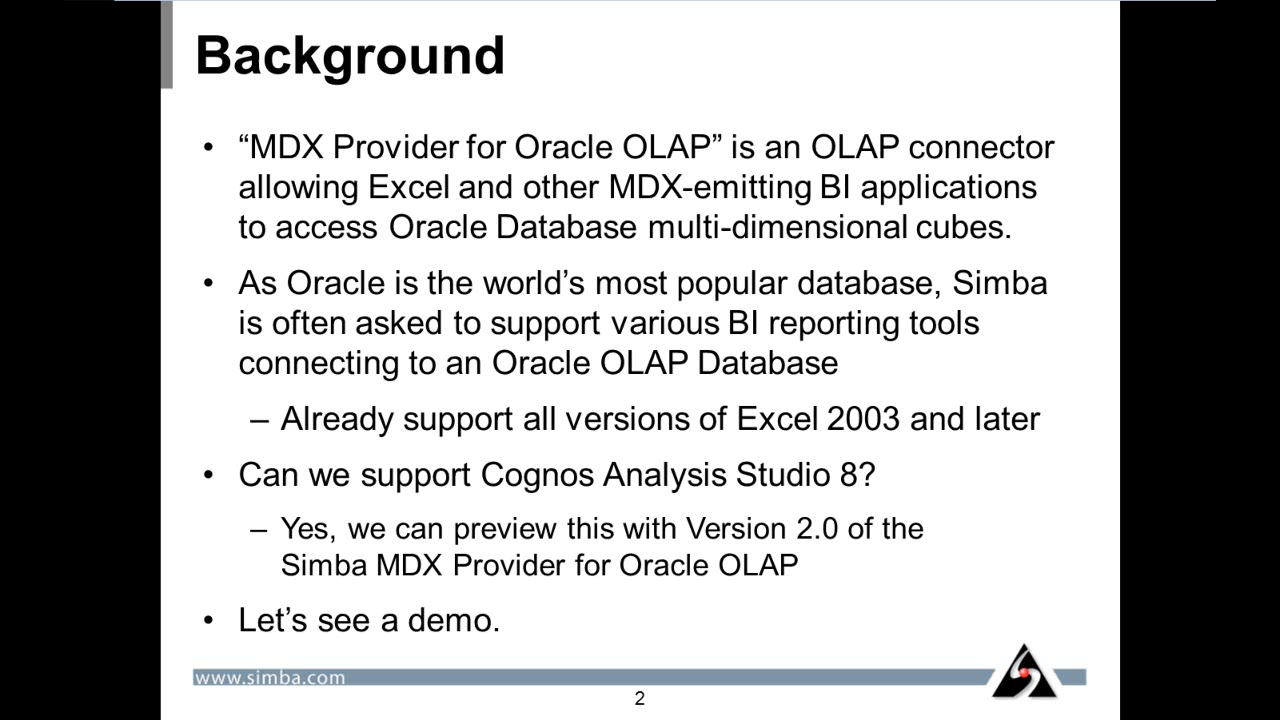 Background
• “MDX Provider for Oracle OLAP” is an OLAP connector
allowing Excel and other MDX-emitting BI applications
to access Oracle Database multi-dimensional cubes.
• As Oracle is the world’s most popular database, Simba
is often asked to support various BI reporting tools
connecting to an Oracle OLAP Database
– Already support all versions of Excel 2003 and later
• Can we support Cognos Analysis Studio 8?
– Yes, we can preview this with Version 2.0 of the
Simba MDX Provider for Oracle OLAP
• Let’s see a demo.
www.simba.com
2